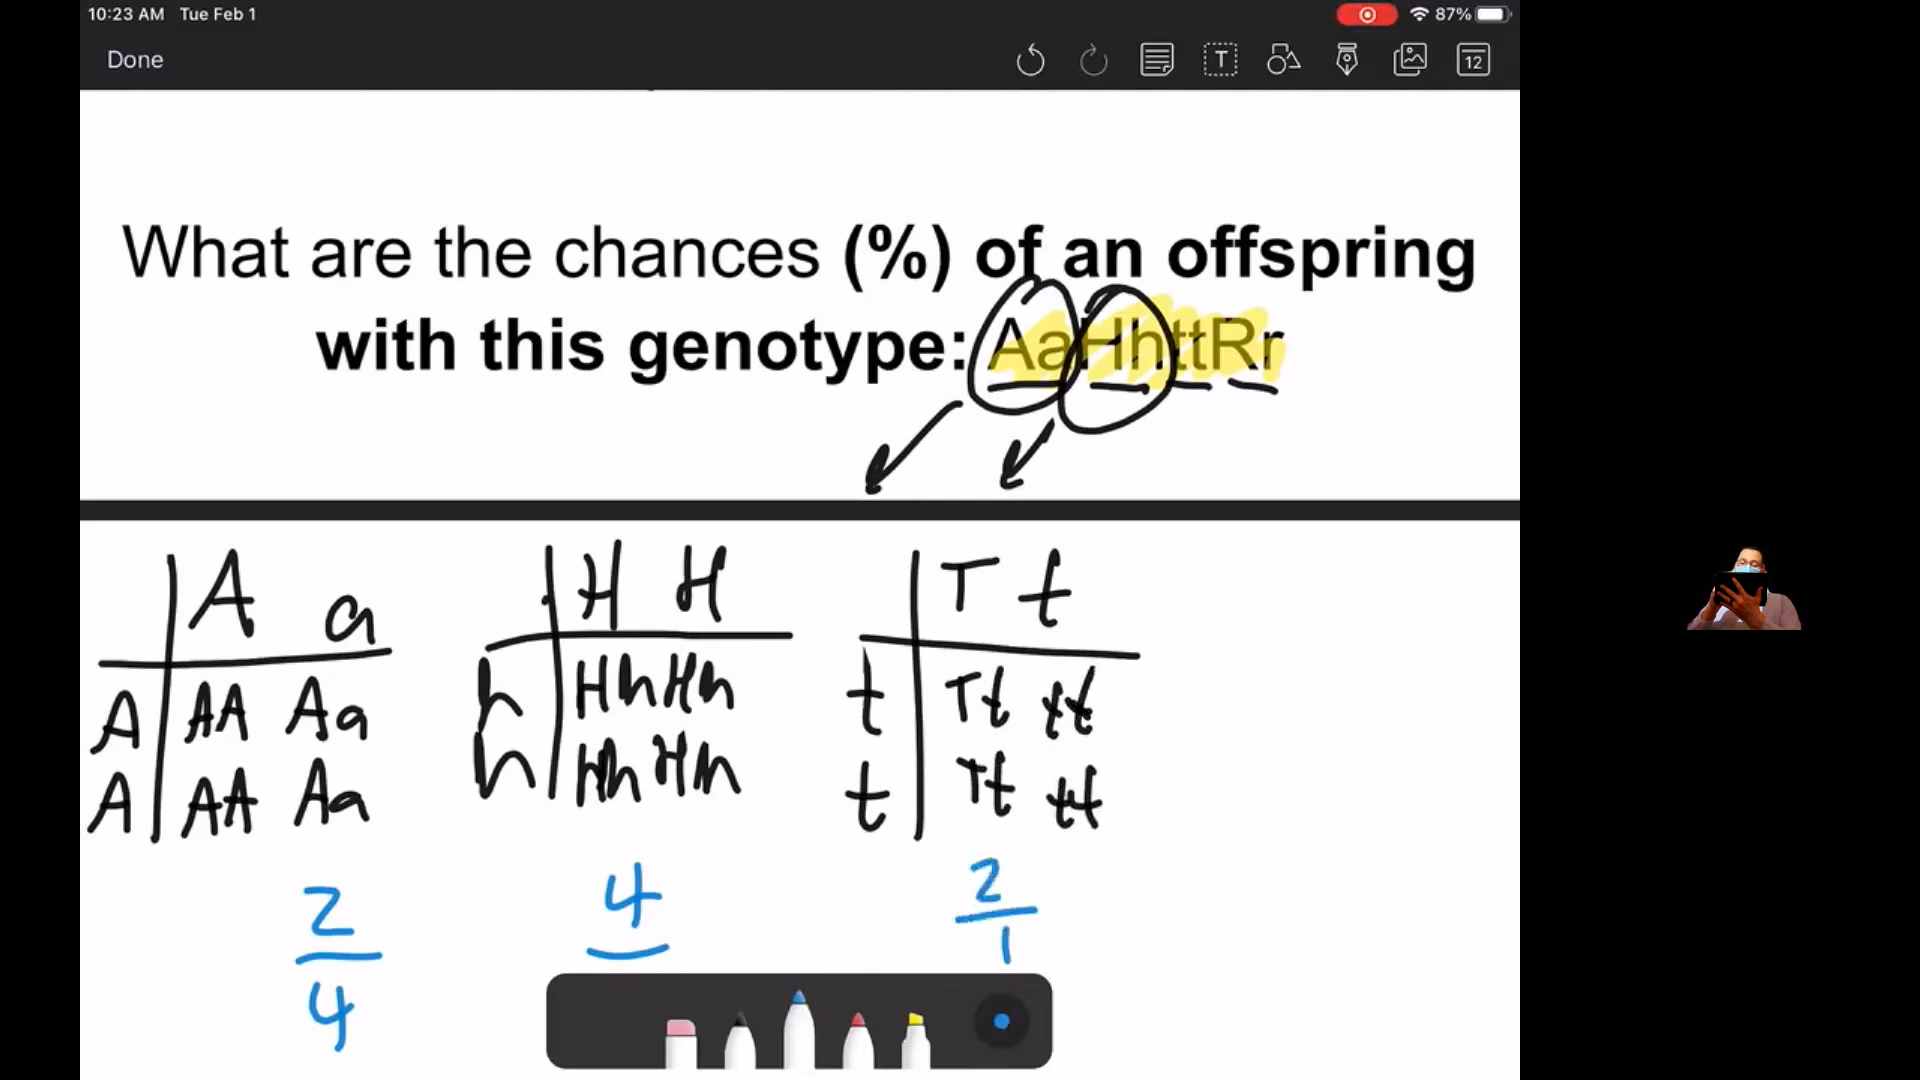 10:23 AM Tue Feb 1 87%
Done T 12
What are the chances (%) of an offspring
with this genotype: AaHhttRr
A a H H T t
A AA Aa h Hh Hh t Tt tt
A AA Aa h Hh Hh t Tt tt
2 4 2
4 1